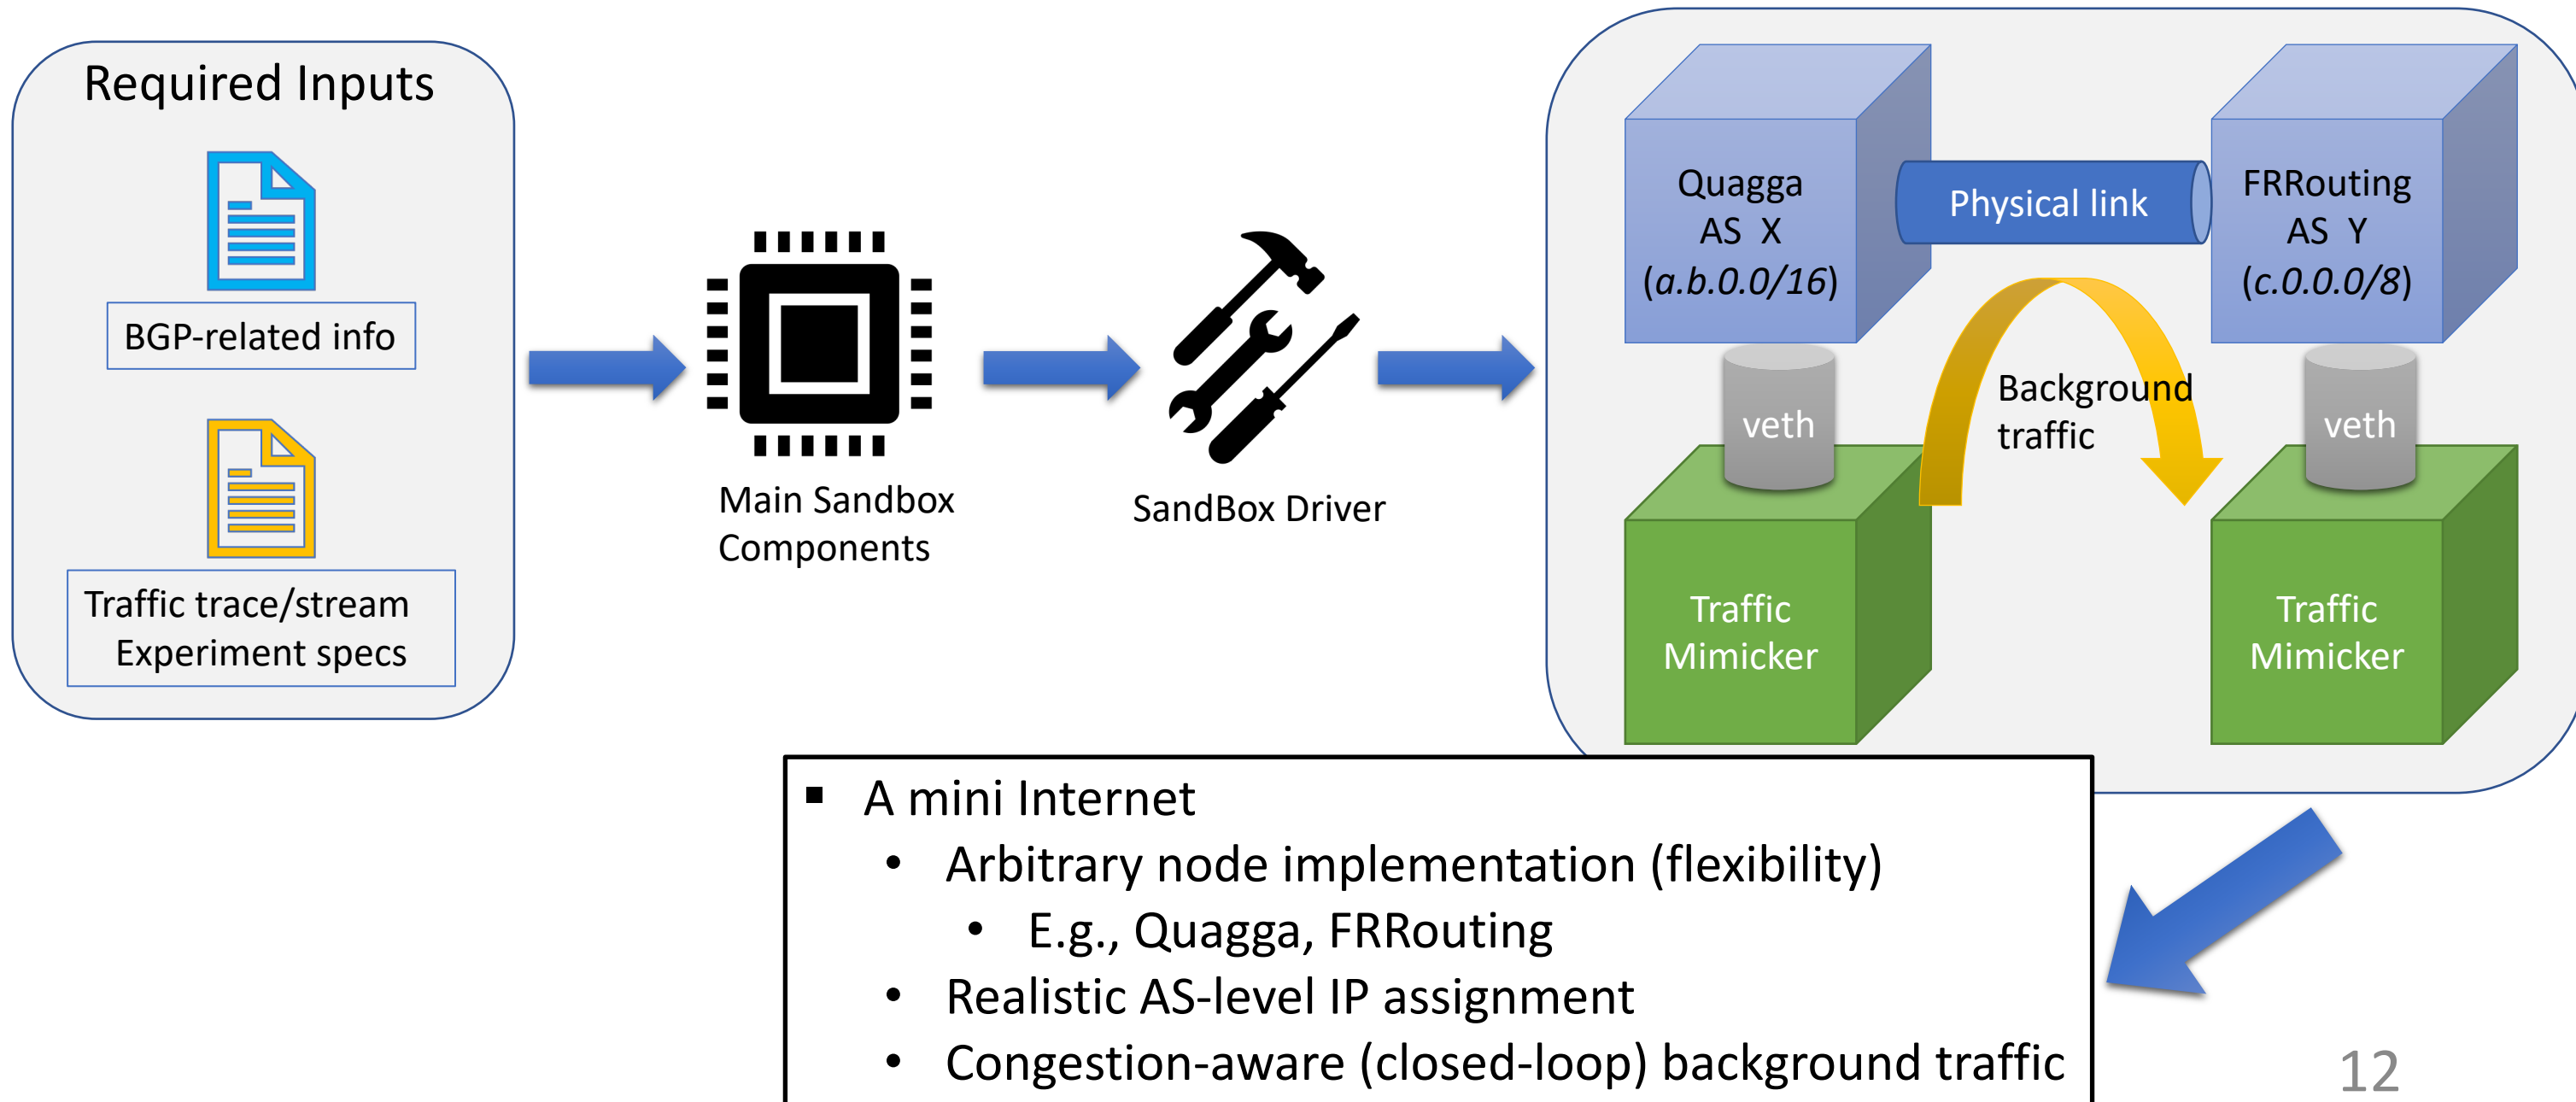 Required Inputs
BGP-related info
Traffic trace/stream
Experiment specs
Main Sandbox
Components
SandBox Driver
Quagga
AS X
(a.b.0.0/16)
Physical link
FRRouting
AS Y
(c.0.0.0/8)
veth
Background
traffic
veth
Traffic
Mimicker
Traffic
Mimicker
▪ A mini Internet
• Arbitrary node implementation (flexibility)
• E.g., Quagga, FRRouting
• Realistic AS-level IP assignment
• Congestion-aware (closed-loop) background traffic
12